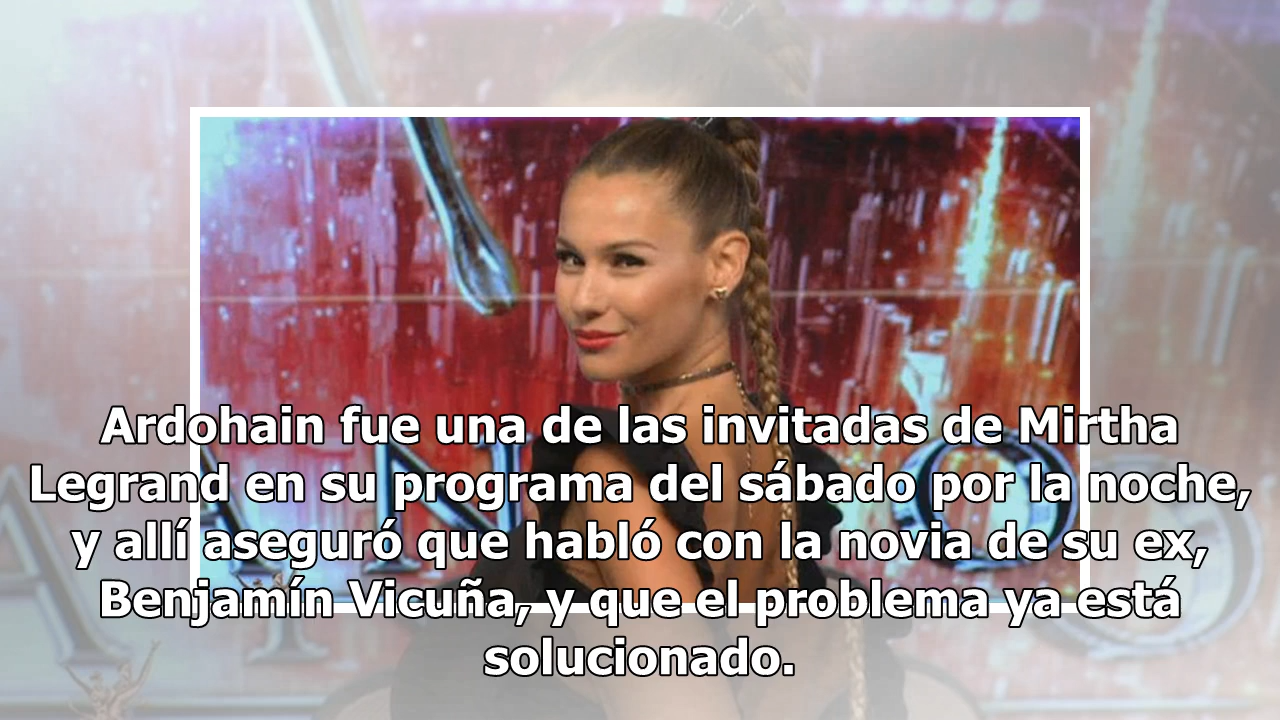 Ardohain fue una de las invitadas de Mirtha
Legrand en su programa del sábado por la noche,
y allí aseguró que habló con la novia de su ex,
Benjamín Vicuña, y que el problema ya está
solucionado.